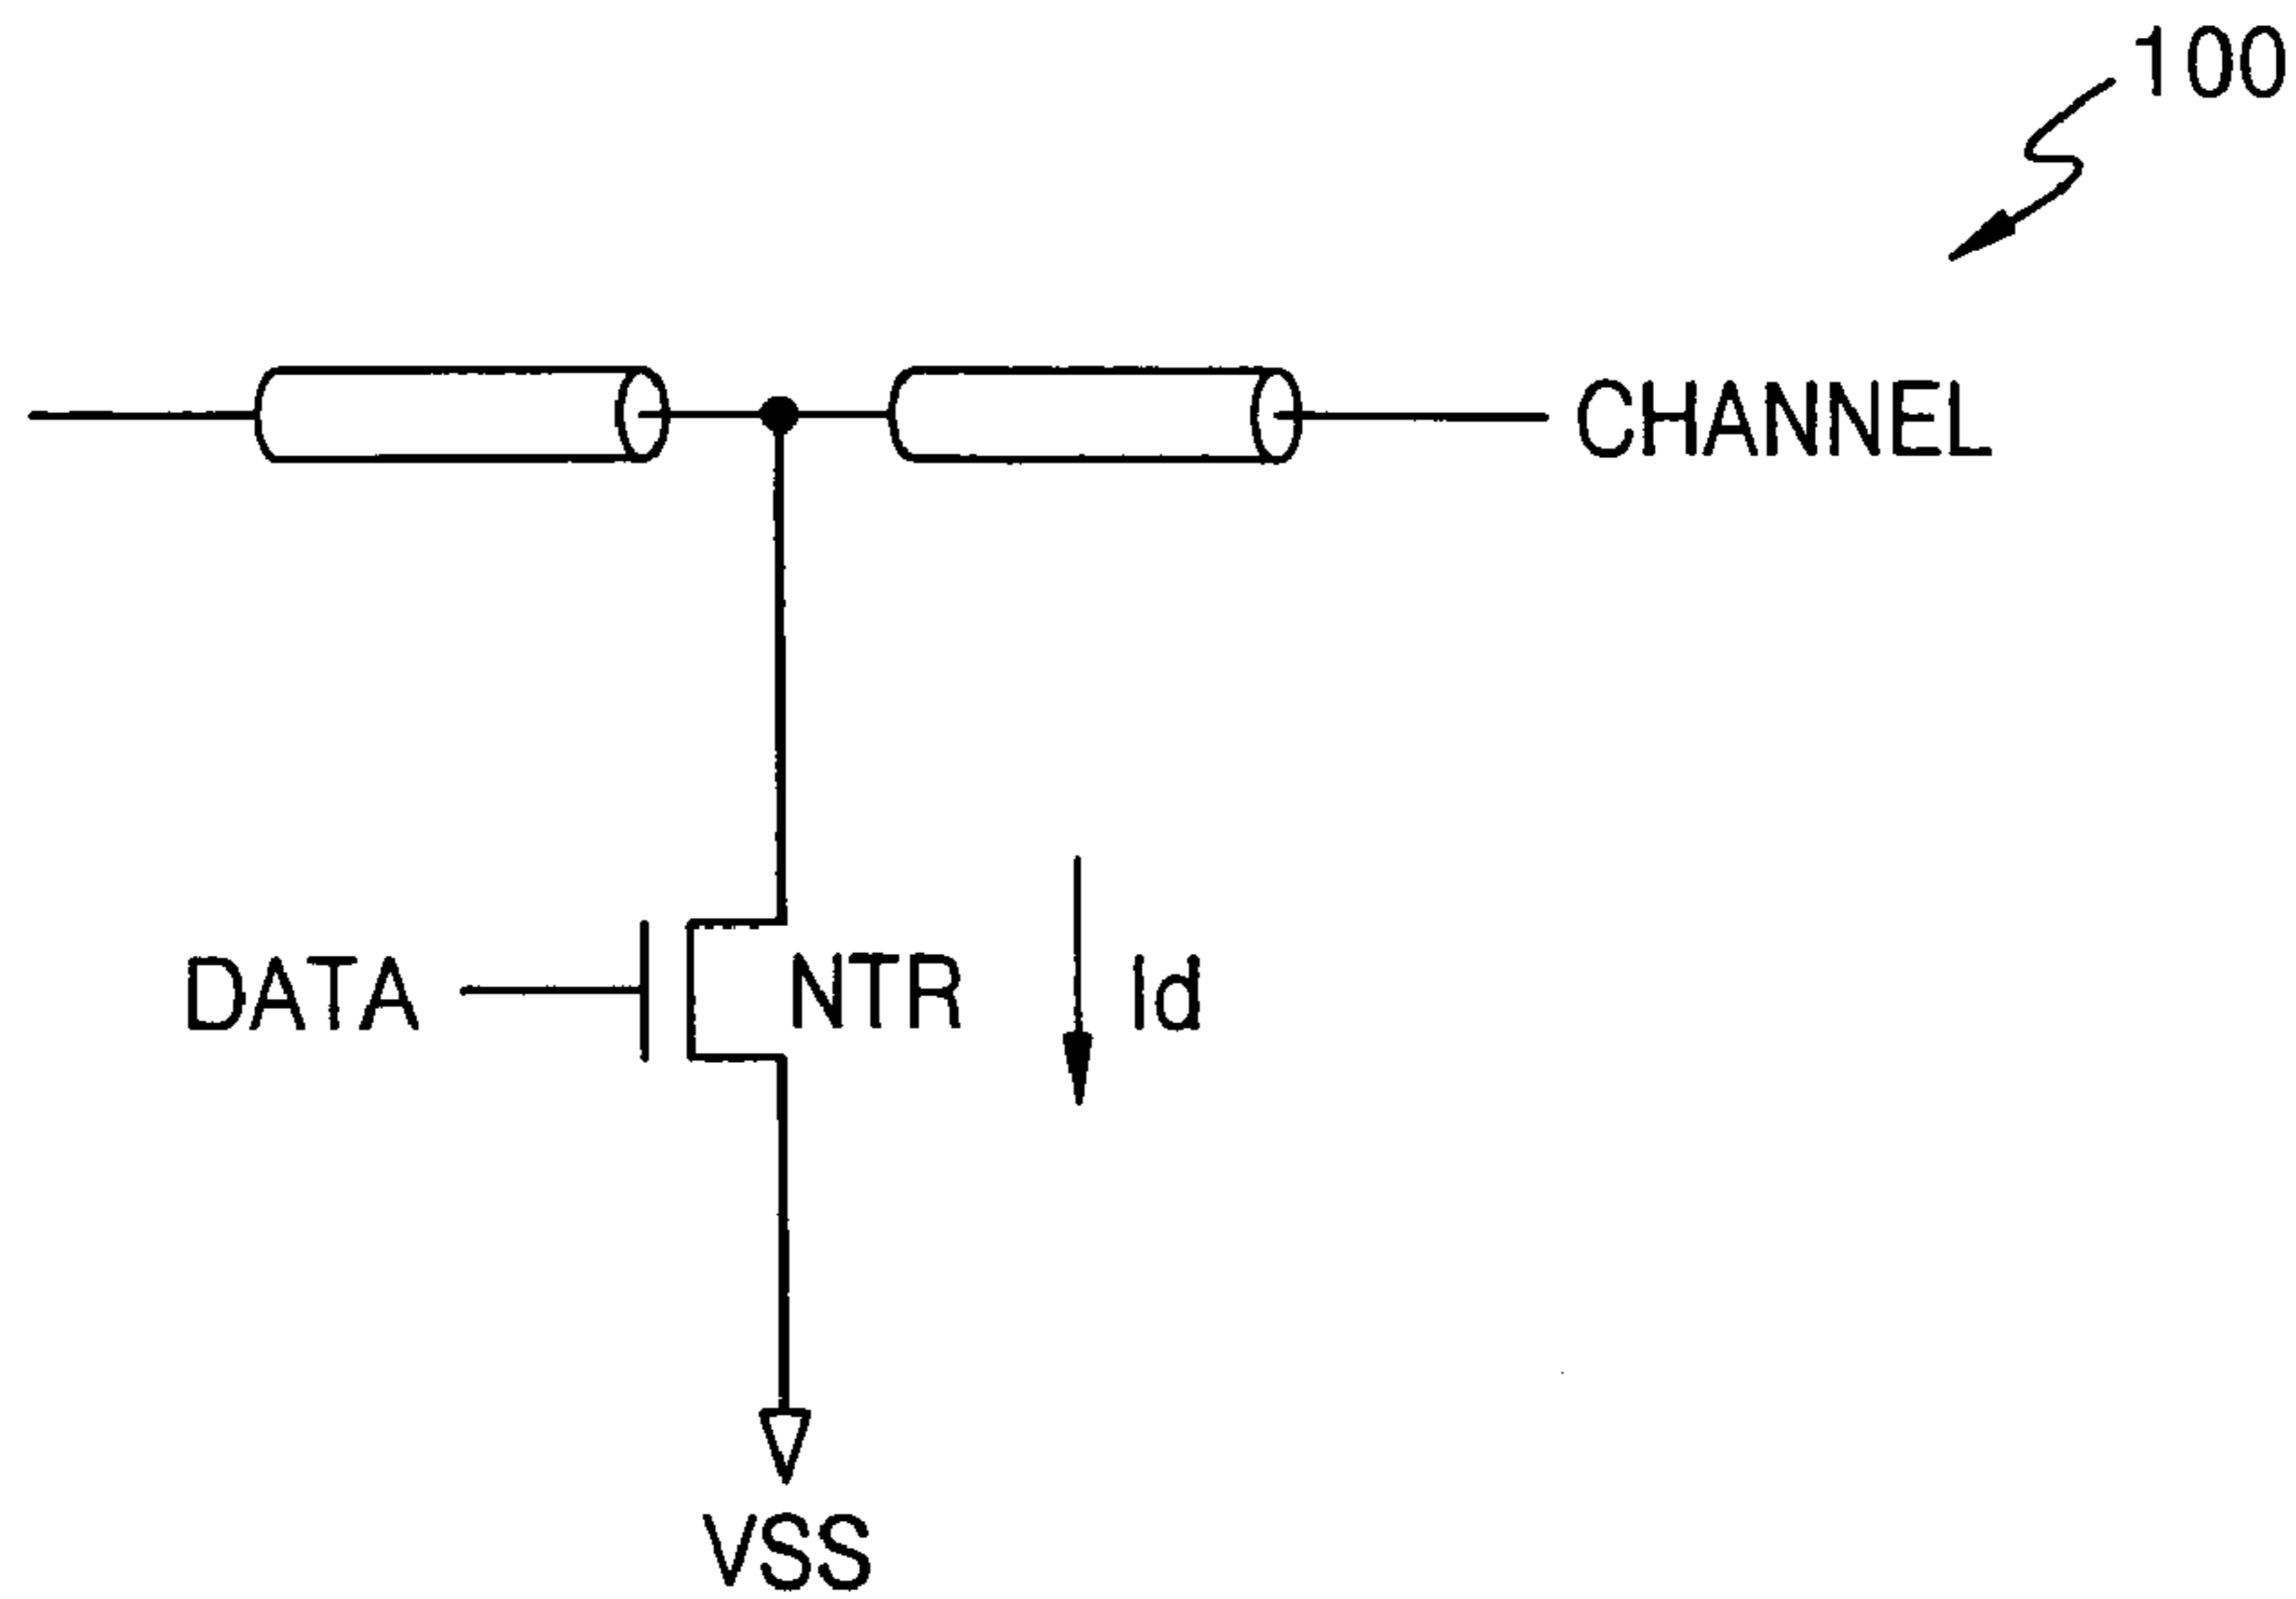 100
CHANNEL
DATA
NTR
Id
VSS